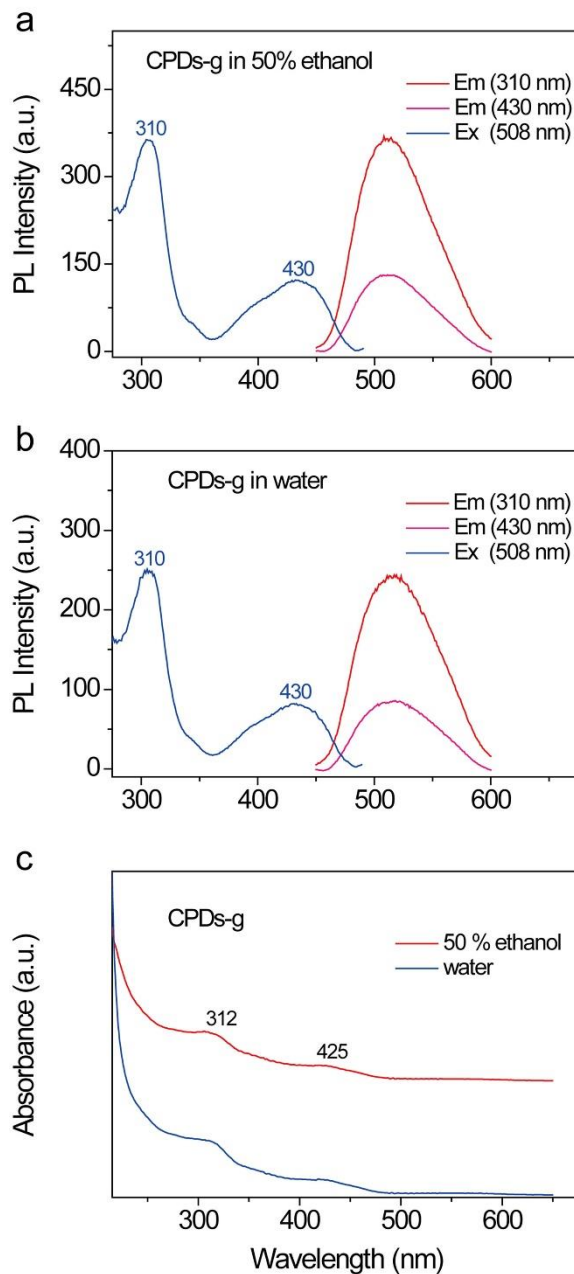 a
CPDs-g in 50% ethanol
Em (310 nm)
Em (430 nm)
Ex (508 nm)
310
430
PL Intensity (a.u.)
450
300
150
0
300
400
500
600
b
CPDs-g in water
Em (310 nm)
Em (430 nm)
Ex (508 nm)
310
430
PL Intensity (a.u.)
400
300
200
100
0
300
400
500
600
c
CPDs-g
50 % ethanol
water
312
425
Absorbance (a.u.)
300
400
500
600
Wavelength (nm)